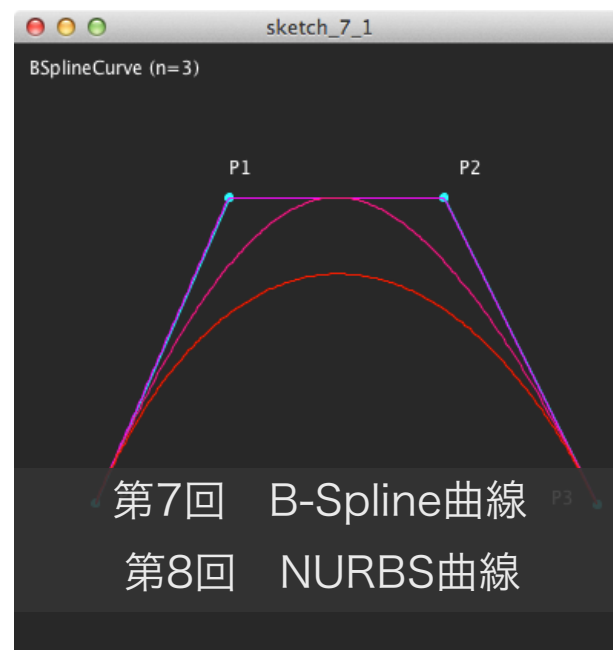 sketch_7_1
BSplineCurve (n=3)
P1 P2
第7回　B-Spline曲線 P3
第8回　NURBS曲線